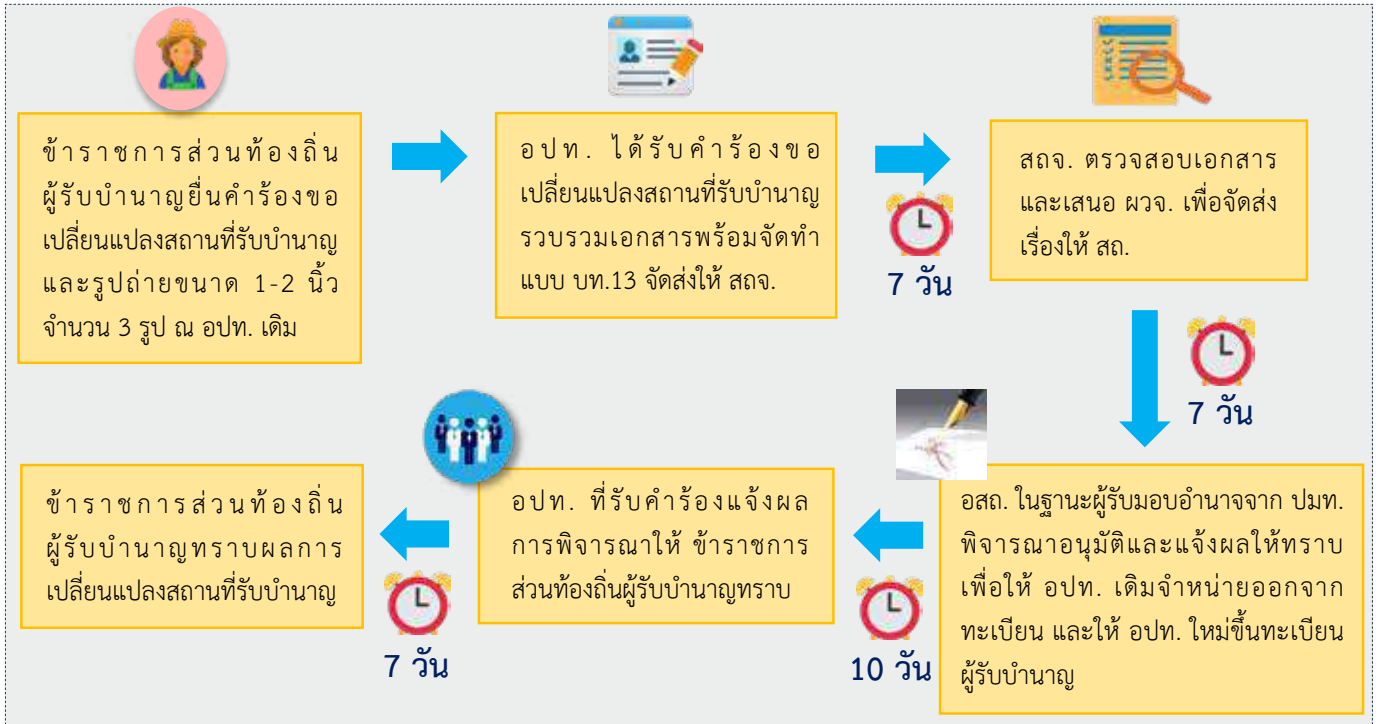 ข้าราชการส่วนท้องถิ่น
ผู้รับบำนาญยื่นคำร้องขอ
เปลี่ยนแปลงสถานที่รับบำนาญ
และรูปถ่ายขนาด 1-2 นิ้ว
จำนวน 3 รูป ณ อปท. เดิม
อปท. ได้รับคำร้องขอ
เปลี่ยนแปลงสถานที่รับบำนาญ
รวบรวมเอกสารพร้อมจัดทำ
แบบ บท.13 จัดส่งให้ สถจ.
7 วัน
สถจ. ตรวจสอบเอกสาร
และเสนอ ผวจ. เพื่อจัดส่ง
เรื่องให้ สถ.
7 วัน
อสถ. ในฐานะผู้รับมอบอำนาจจาก ปมท.
พิจารณาอนุมัติและแจ้งผลให้ทราบ
เพื่อให้ อปท. เดิมจำหน่ายออกจาก
ทะเบียน และให้ อปท. ใหม่ขึ้นทะเบียน
ผู้รับบำนาญ
10 วัน
อปท. ที่รับคำร้องแจ้งผล
การพิจารณาให้ ข้าราชการ
ส่วนท้องถิ่นผู้รับบำนาญทราบ
7 วัน
ข้าราชการส่วนท้องถิ่น
ผู้รับบำนาญทราบผลการ
เปลี่ยนแปลงสถานที่รับบำนาญ